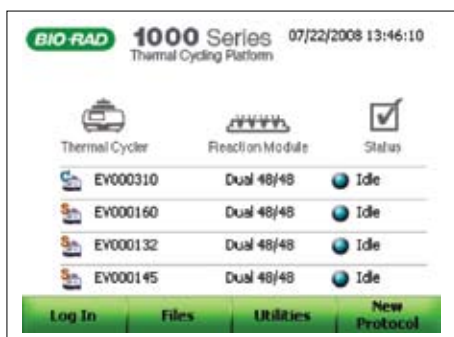 BIO-RAD 1000 Series 07/22/2008 13:46:10
Thermal Cycling Platform
Thermal Cycler Reaction Module Status
C EV000310 Dual 48/48 Idle
S EV000160 Dual 48/48 Idle
S EV000132 Dual 48/48 Idle
S EV000145 Dual 48/48 Idle
Log In Files Utilities New Protocol